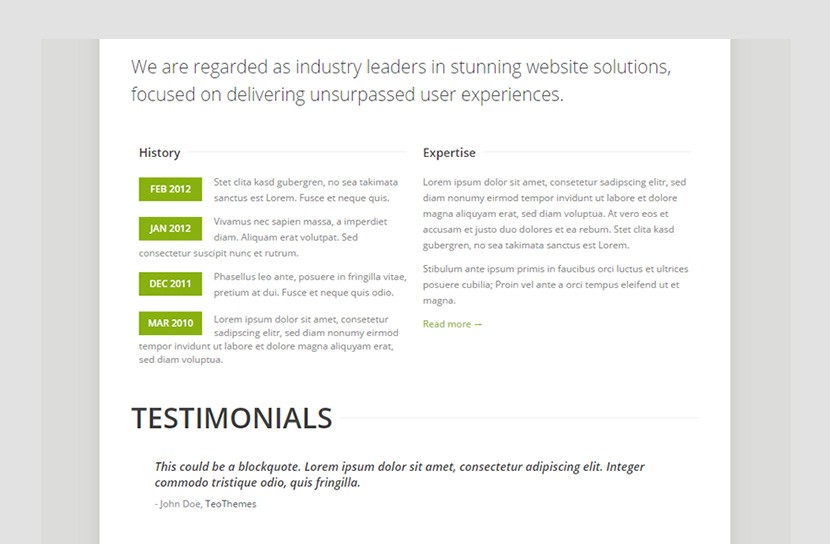 We are regarded as industry leaders in stunning website solutions,
focused on delivering unsurpassed user experiences.
History
FEB 2012
Stet clita kasd gubergren, no sea takimata
sanctus est Lorem. Fusce et neque quis.
JAN 2012
Vivamus nec sapien massa, a imperdiet
diam. Aliquam erat volutpat. Sed
consectetur suscipit nunc et rutrum.
DEC 2011
Phasellus leo ante, posuere in fringilla vitae,
pretium at dui. Fusce et neque quis odio.
MAR 2010
Lorem ipsum dolor sit amet, consetetur
sadipscing elitr, sed diam nonumy eirmod
tempor invidunt ut labore et dolore magna aliquyam erat,
sed diam voluptua.
Expertise
Lorem ipsum dolor sit amet, consetetur sadipscing elitr, sed
diam nonumy eirmod tempor invidunt ut labore et dolore
magna aliquyam erat, sed diam voluptua. At vero eos et
accusam et justo duo dolores et ea rebum. Stet clita kasd
gubergren, no sea takimata sanctus est Lorem.
Stibulum ante ipsum primis in faucibus orci luctus et ultrices
posuere cubilia; Proin vel ante a orci tempus eleifend ut et
magna.
Read more →
TESTIMONIALS
This could be a blockquote. Lorem ipsum dolor sit amet, consectetur adipiscing elit. Integer
commodo tristique odio, quis fringilla.
- John Doe, TeoThemes